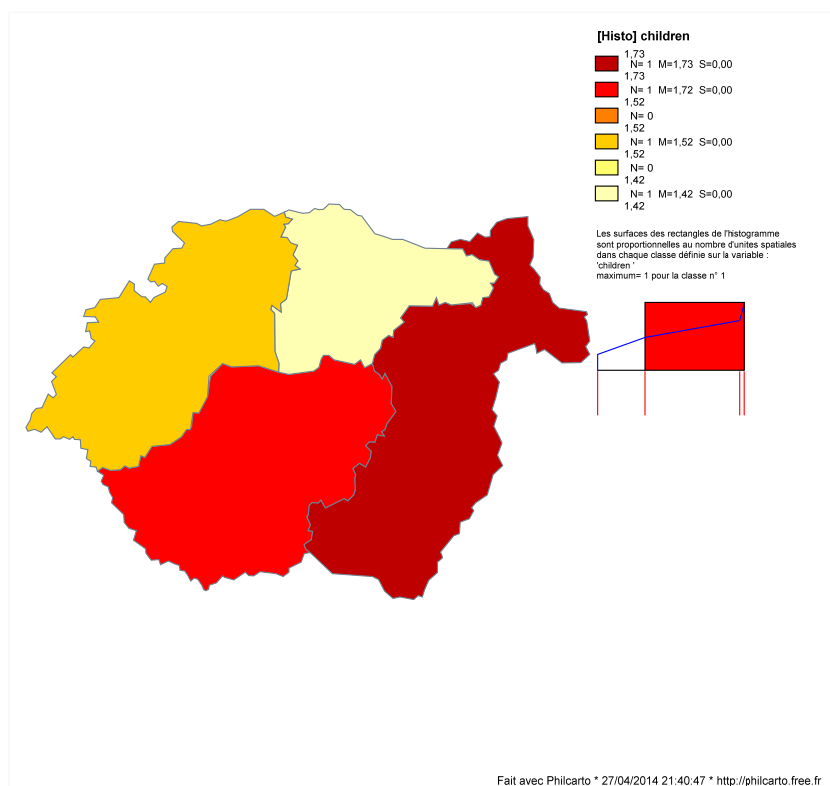 [Histo] children
1,73
N= 1 M=1,73 S=0,00
1,73
N= 1 M=1,72 S=0,00
1,52
N= 0
1,52
N= 1 M=1,52 S=0,00
1,52
N= 0
1,42
N= 1 M=1,42 S=0,00
1,42
Les surfaces des rectangles de l'histogramme
sont proportionnelles au nombre d'unites spatiales
dans chaque classe définie sur la variable :
'children '
maximum= 1 pour la classe n° 1
Fait avec Philcarto * 27/04/2014 21:40:47 * http://philcarto.free.fr